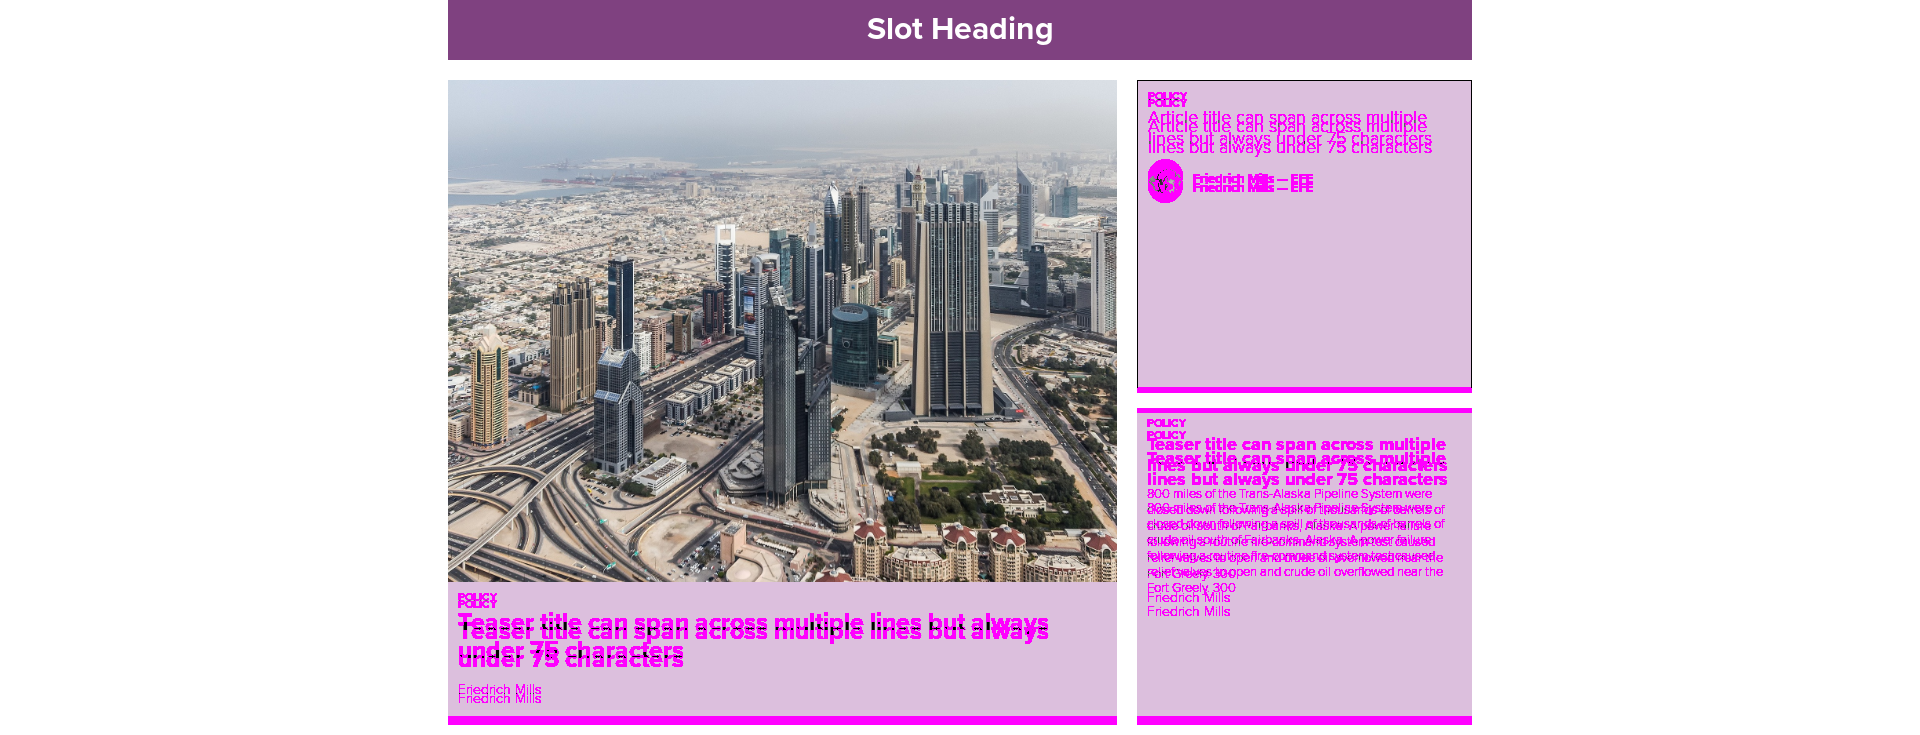 Slot Heading
POLICY
POLICY
Teaser title can span across multiple lines but always
Teaser title can span across multiple lines but always
under 75 characters
under 75 characters
Friedrich Mills
Friedrich Mills
POLICY
POLICY
Article title can span across multiple
Article title can span across multiple
lines but always under 75 characters
lines but always under 75 characters
Friedrich Mills — EFE
Friedrich Mills — EFE
POLICY
POLICY
Teaser title can span across multiple
Teaser title can span across multiple
lines but always under 75 characters
lines but always under 75 characters
300 miles of the Trans-Alaska Pipeline System were
300 miles of the Trans-Alaska Pipeline System were
closed down following a spill of thousands of barrels of
closed down following a spill of thousands of barrels of
crude oil south of Fairbanks, Alaska. A power failure
crude oil south of Fairbanks, Alaska. A power failure
following a routine fire-command system test caused
following a routine fire-command system test caused
relief valves to open and crude oil overflowed near the
relief valves to open and crude oil overflowed near the
Fort Greely 300
Fort Greely 300
Friedrich Mills
Friedrich Mills